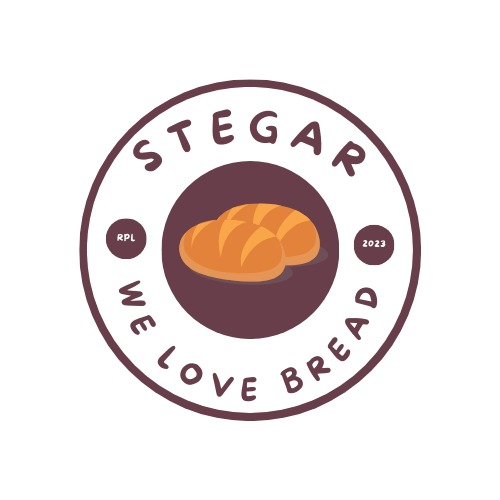 STEGAR
RPL
2023
WE LOVE BREAD